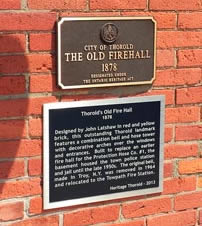 CITY OF THOROLD
THE OLD FIREHALL
1878
DESIGNATED UNDER
THE ONTARIO HERITAGE ACT
Thorold's Old Fire Hall
1878
Designed by John Latshaw in red and yellow
brick, this outstanding Thorold landmark
features a combination bell and hose tower
with decorative arches over the windows
and entrances. Built to replace an earlier
fire hall for the Protection Hose Co. #1, the
basement housed the town police station
and jail until the late 1950s. The original bell,
made in Troy, N.Y. was removed in 1964
and relocated to the Towpath Fire Station.
Heritage Thorold - 2013